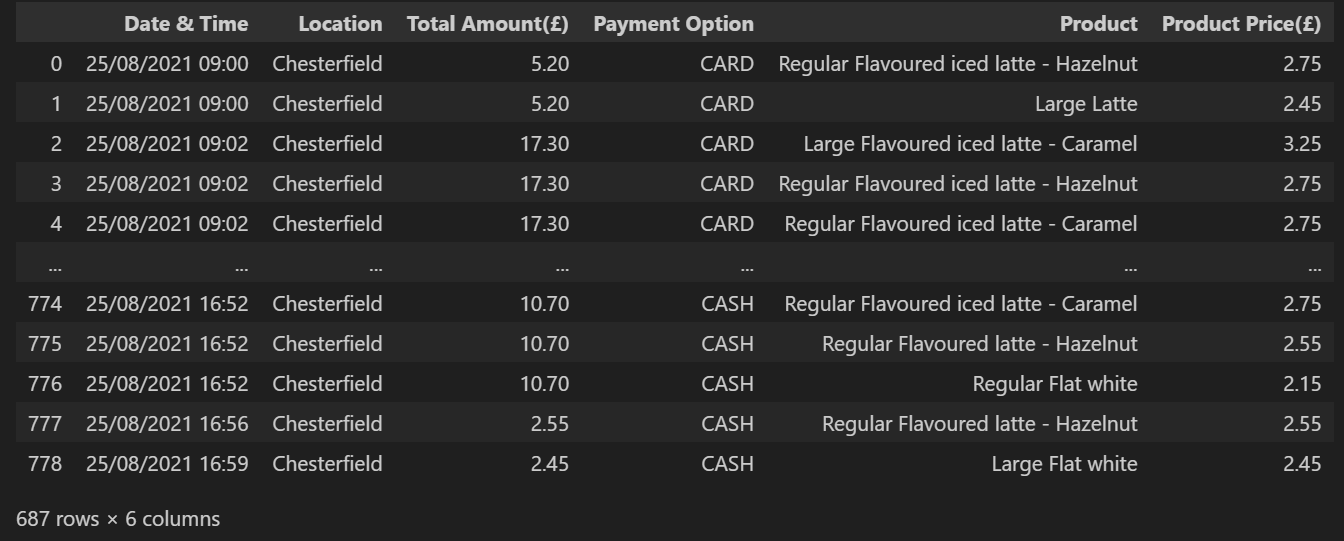 Date & Time Location Total Amount(£) Payment Option Product Product Price(£)
0 25/08/2021 09:00 Chesterfield 5.20 CARD Regular Flavoured iced latte - Hazelnut 2.75
1 25/08/2021 09:00 Chesterfield 5.20 CARD Large Latte 2.45
2 25/08/2021 09:02 Chesterfield 17.30 CARD Large Flavoured iced latte - Caramel 3.25
3 25/08/2021 09:02 Chesterfield 17.30 CARD Regular Flavoured iced latte - Hazelnut 2.75
4 25/08/2021 09:02 Chesterfield 17.30 CARD Regular Flavoured iced latte - Caramel 2.75
... ... ... ... ... ... ...
774 25/08/2021 16:52 Chesterfield 10.70 CASH Regular Flavoured iced latte - Caramel 2.75
775 25/08/2021 16:52 Chesterfield 10.70 CASH Regular Flavoured latte - Hazelnut 2.55
776 25/08/2021 16:52 Chesterfield 10.70 CASH Regular Flat white 2.15
777 25/08/2021 16:56 Chesterfield 2.55 CASH Regular Flavoured latte - Hazelnut 2.55
778 25/08/2021 16:59 Chesterfield 2.45 CASH Large Flat white 2.45
687 rows × 6 columns